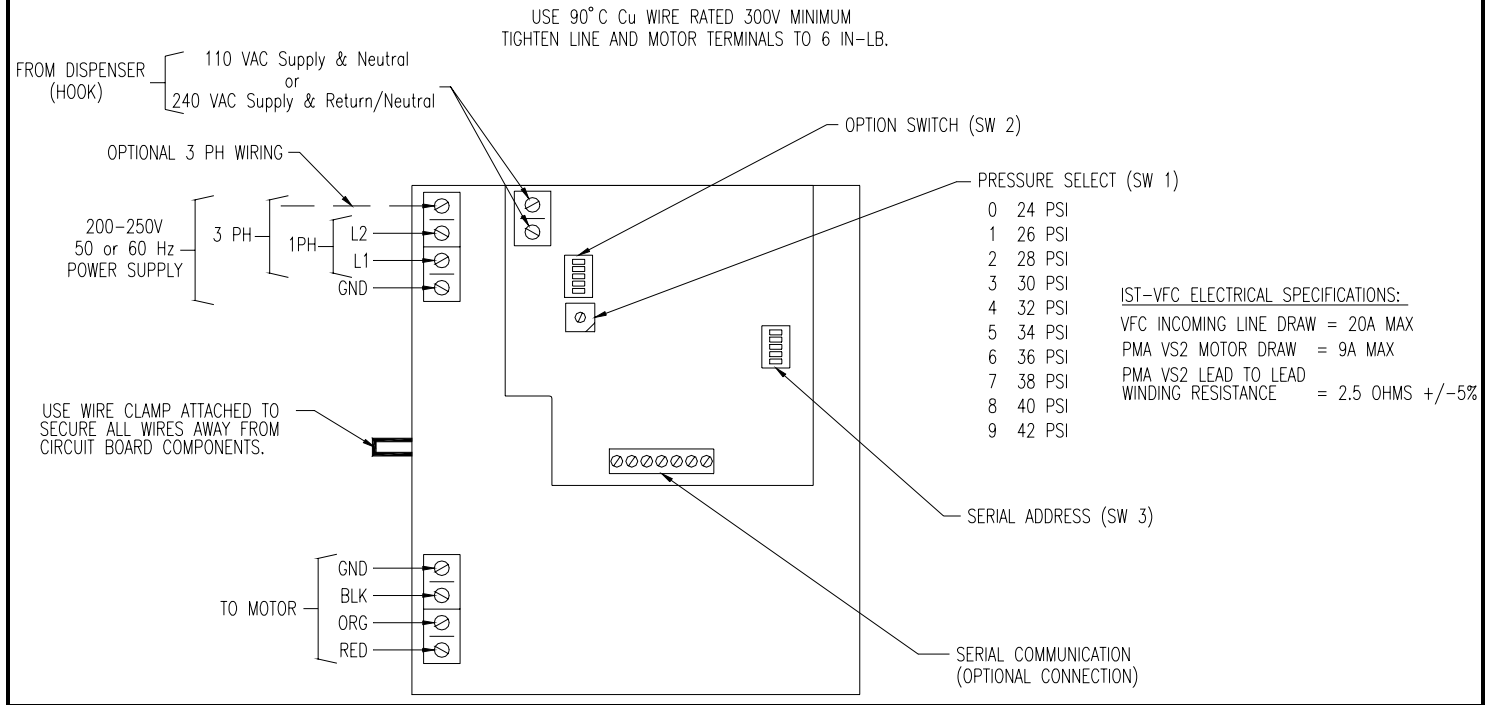 USE 90°C Cu WIRE RATED 300V MINIMUM
TIGHTEN LINE AND MOTOR TERMINALS TO 6 IN-LB.
FROM DISPENSER
(HOOK)
110 VAC Supply & Neutral
or
240 VAC Supply & Return/Neutral
OPTIONAL 3 PH WIRING
200-250V
50 or 60 Hz
POWER SUPPLY
3 PH
1PH
L2
L1
GND
OPTION SWITCH (SW 2)
PRESSURE SELECT (SW 1)
0 24 PSI
1 26 PSI
2 28 PSI
3 30 PSI
4 32 PSI
5 34 PSI
6 36 PSI
7 38 PSI
8 40 PSI
9 42 PSI
IST-VFC ELECTRICAL SPECIFICATIONS:
VFC INCOMING LINE DRAW = 20A MAX
PMA VS2 MOTOR DRAW = 9A MAX
PMA VS2 LEAD TO LEAD
WINDING RESISTANCE = 2.5 OHMS +/-5%
USE WIRE CLAMP ATTACHED TO
SECURE ALL WIRES AWAY FROM
CIRCUIT BOARD COMPONENTS.
SERIAL ADDRESS (SW 3)
TO MOTOR
GND
BLK
ORG
RED
SERIAL COMMUNICATION
(OPTIONAL CONNECTION)